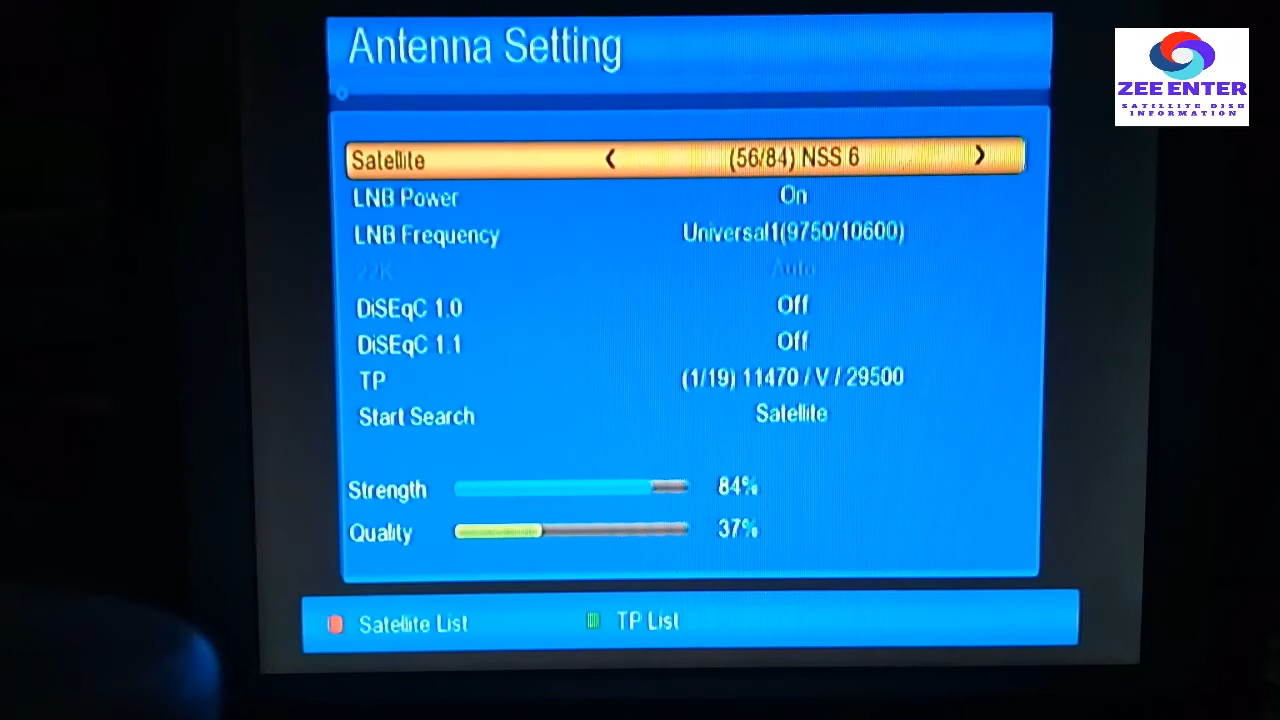 Antenna Setting
ZEE ENTER
SATILLITE DISH
INFORMATION
Satellite (56/84) NSS 6
LNB Power On
LNB Frequency Universal1(9750/10600)
22K Auto
DiSEqC 1.0 Off
DiSEqC 1.1 Off
TP (1/19) 11470 / V / 29500
Start Search Satellite
Strength 84%
Quality 37%
Satellite List TP List